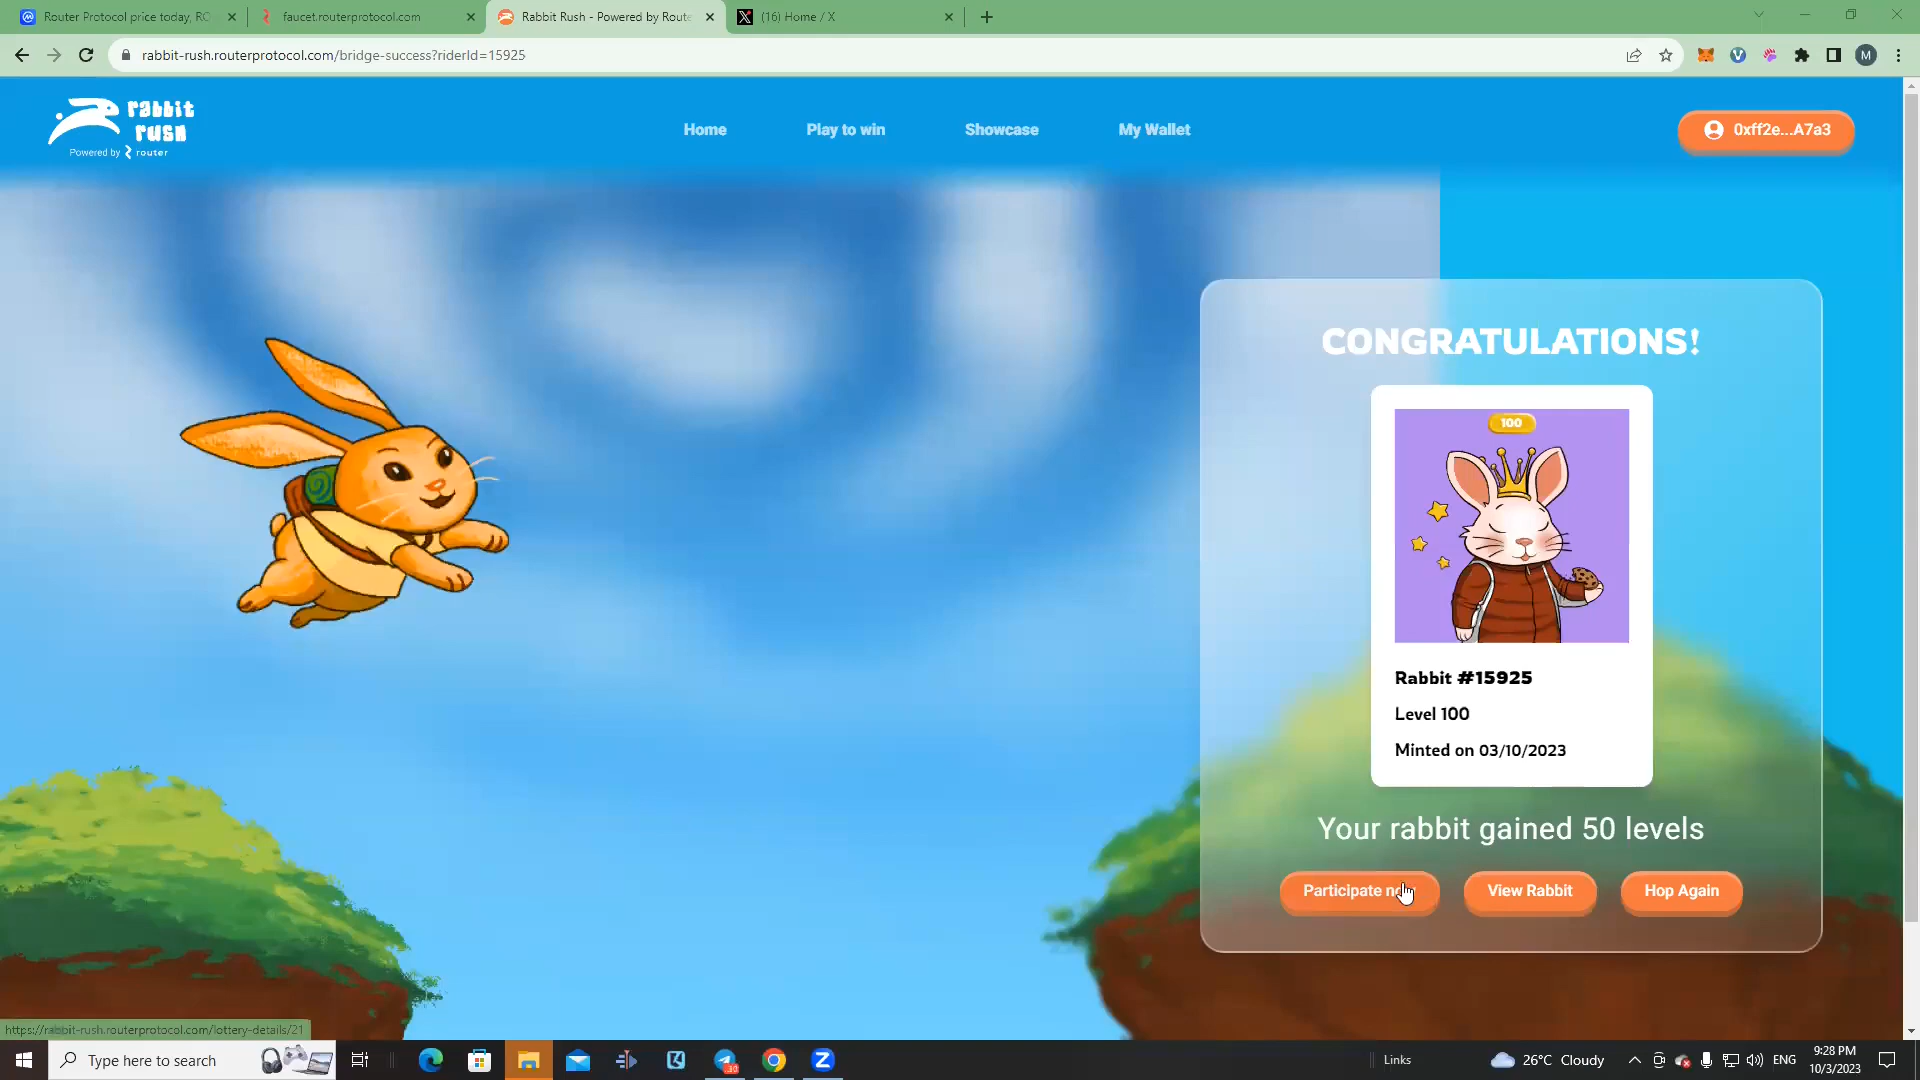 Router Protocol price today, RO
faucet.routerprotocol.com
Rabbit Rush - Powered by Route
(16) Home / X
rabbit-rush.routerprotocol.com/bridge-success?riderId=15925
M
rabbit
rush
Powered by router
Home
Play to win
Showcase
My Wallet
0xff2e...A7a3
CONGRATULATIONS!
100
Rabbit #15925
Level 100
Minted on 03/10/2023
Your rabbit gained 50 levels
Participate
View Rabbit
Hop Again
https://rabbit-rush.routerprotocol.com/lottery-details/21
Type here to search
Links
26°C Cloudy
ENG
9:28 PM
10/3/2023